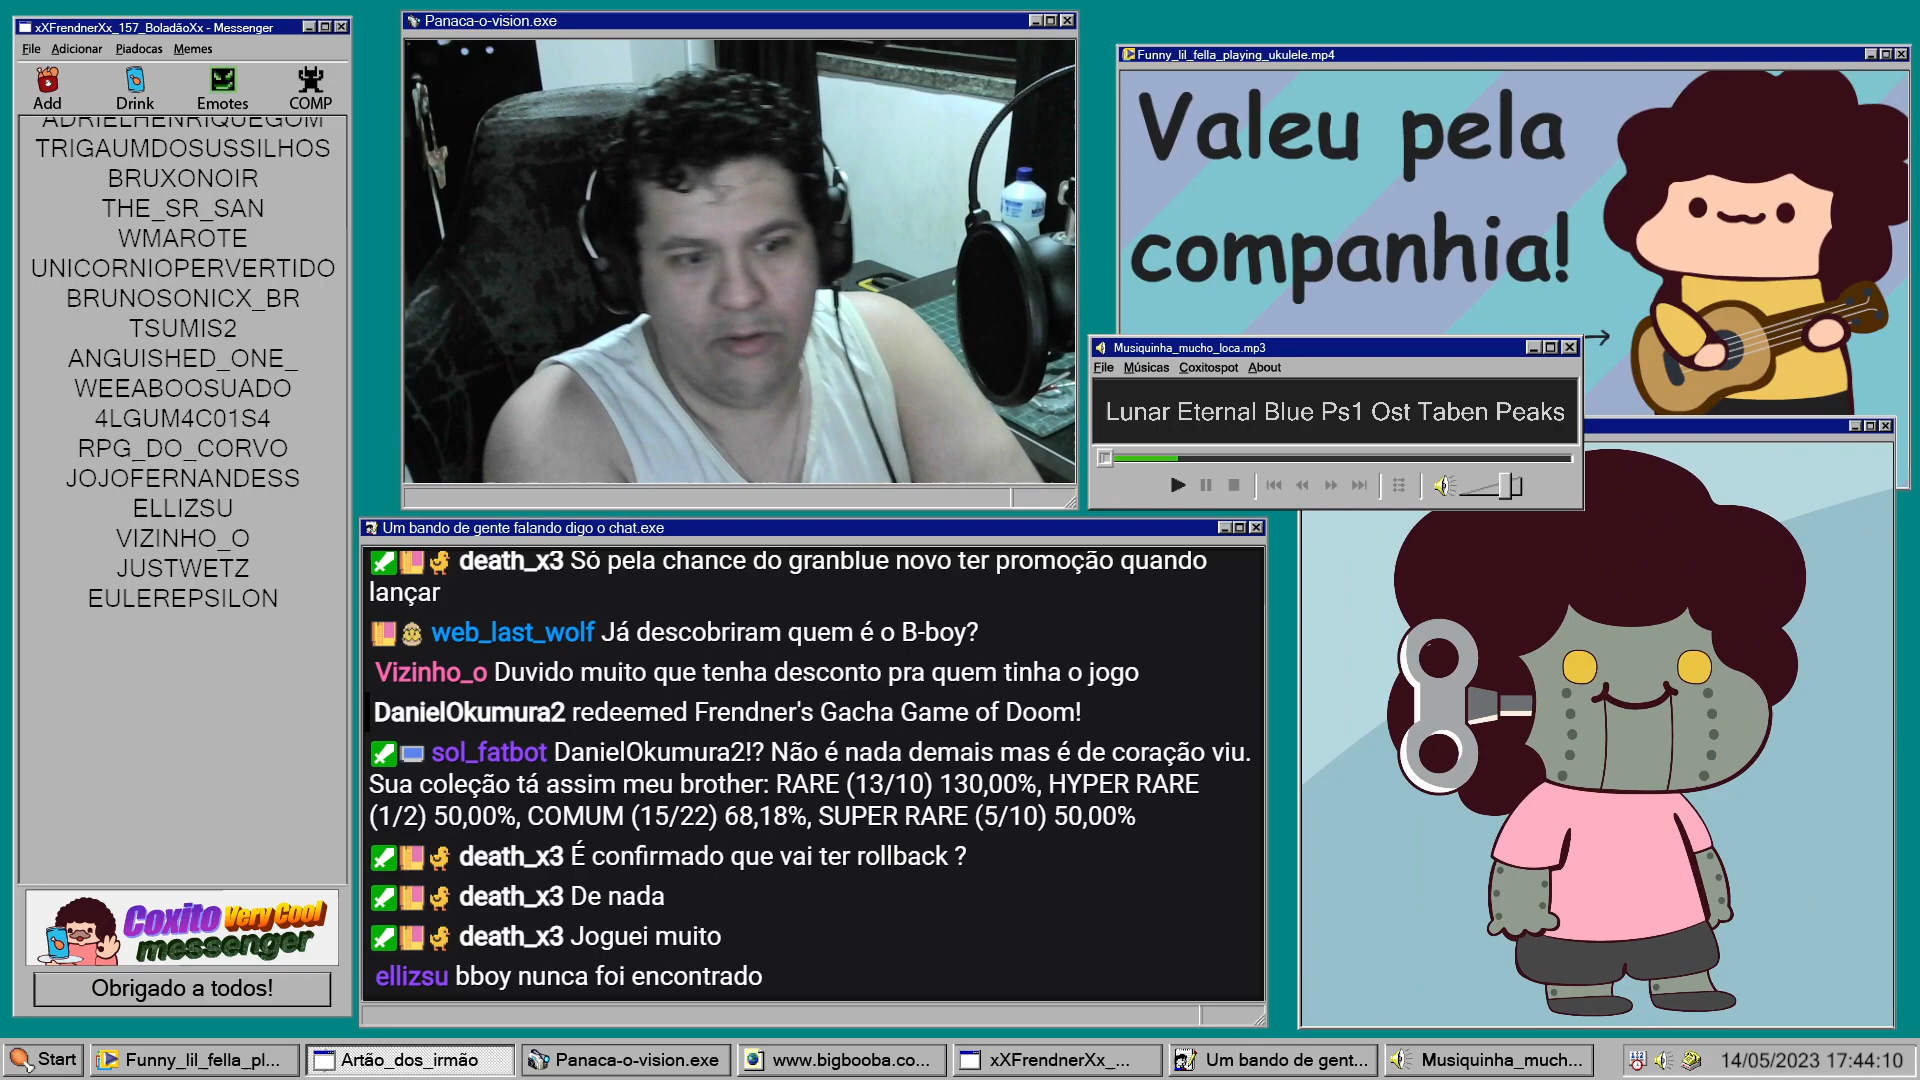 xXFrendnerXx_157_BoladãoXx - Messenger
File Adicionar Piadocas Memes
Add Drink Emotes COMP
ADRIELHENRIQUEGOM
TRIGAUMDOSUSSILHOS
BRUXONOIR
THE_SR_SAN
WMAROTE
UNICORNIOPERVERTIDO
BRUNOSONICX_BR
TSUMIS2
ANGUISHED_ONE_
WEEABOOSUADO
4LGUM4C01S4
RPG_DO_CORVO
JOJOFERNANDESS
ELLIZSU
VIZINHO_O
JUSTWETZ
EULEREPSILON
Coxito Very Cool
messenger
Obrigado a todos!
Panaca-o-vision.exe
Funny_lil_fella_playing_ukulele.mp4
Valeu pela
companhia!
Musiquinha_mucho_loca.mp3
File Músicas Coxitospot About
Lunar Eternal Blue Ps1 Ost Taben Peaks
Um bando de gente falando digo o chat.exe
death_x3 Só pela chance do granblue novo ter promoção quando
lançar
web_last_wolf Já descobriram quem é o B-boy?
Vizinho_o Duvido muito que tenha desconto pra quem tinha o jogo
DanielOkumura2 redeemed Frendner's Gacha Game of Doom!
sol_fatbot DanielOkumura2!? Não é nada demais mas é de coração viu.
Sua coleção tá assim meu brother: RARE (13/10) 130,00%, HYPER RARE
(1/2) 50,00%, COMUM (15/22) 68,18%, SUPER RARE (5/10) 50,00%
death_x3 É confirmado que vai ter rollback ?
death_x3 De nada
death_x3 Joguei muito
ellizsu bboy nunca foi encontrado
Start Funny_lil_fella_pl... Artão_dos_irmão Panaca-o-vision.exe www.bigbooba.co... xXFrendnerXx_... Um bando de gent... Musiquinha_much... 14/05/2023 17:44:10